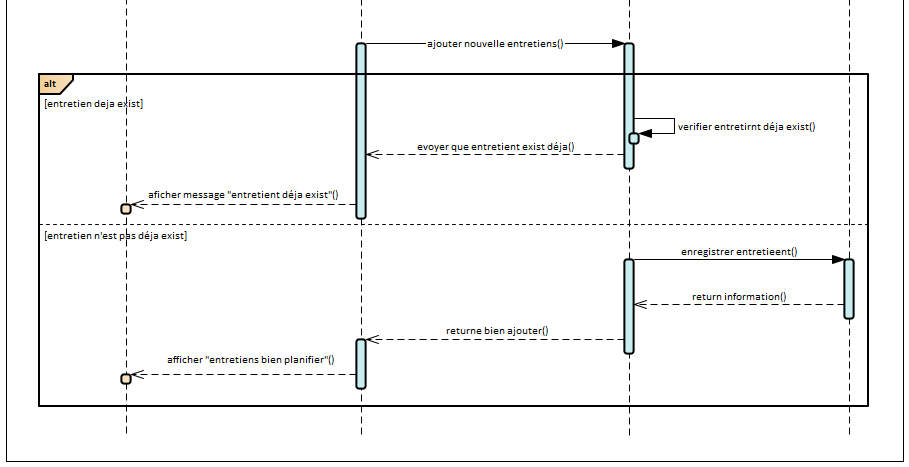 ajouter nouvelle entretiens()
alt
[entretien deja exist]
verifier entretirnt déja exist()
evoyer que entretient exist déja()
aficher message "entretient déja exist"()
[entretien n'est pas déja exist]
enregistrer entretieent()
return information()
returne bien ajouter()
afficher "entretiens bien planifier"()